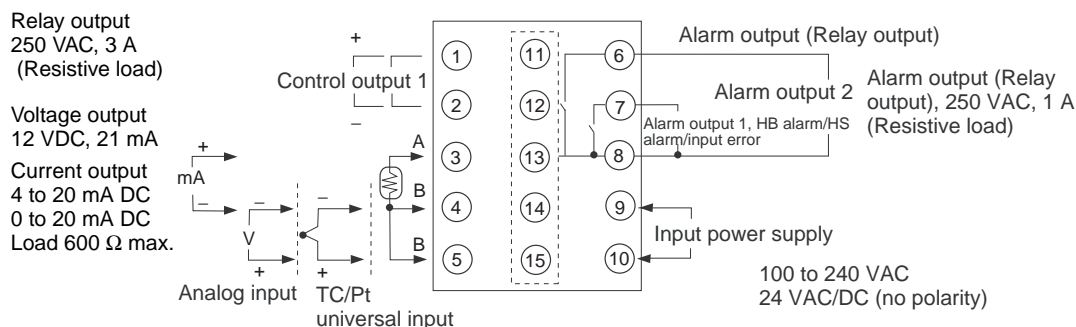 Relay output
250 VAC, 3 A
(Resistive load)
Voltage output
12 VDC, 21 mA
Current output
4 to 20 mA DC
0 to 20 mA DC
Load 600 Ω max.
+
mA
−
−
V
+
Analog input
−
+
TC/Pt
universal input
A
B
B
+
Control output 1
−
1
2
3
4
5
11
12
13
14
15
6
7
8
9
10
Alarm output (Relay output)
Alarm output 2
Alarm output 1, HB alarm/HS
alarm/input error
Alarm output (Relay
output), 250 VAC, 1 A
(Resistive load)
Input power supply
100 to 240 VAC
24 VAC/DC (no polarity)